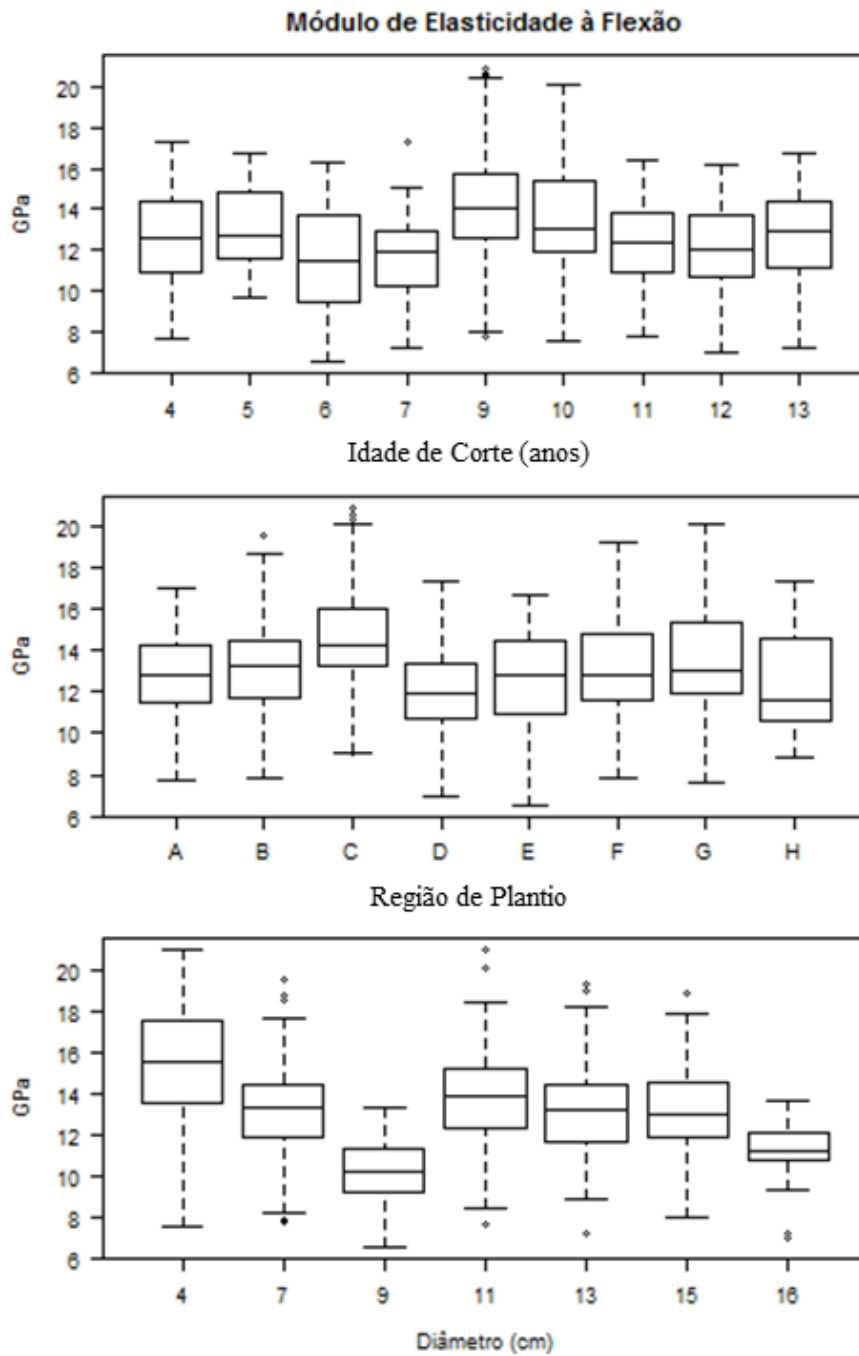 Módulo de Elasticidade à Flexão
GPa
20
18
16
14
12
10
8
6
4 5 6 7 9 10 11 12 13
Idade de Corte (anos)
GPa
20
18
16
14
12
10
8
6
A B C D E F G H
Região de Plantio
GPa
20
18
16
14
12
10
8
6
4 7 9 11 13 15 16
Diâmetro (cm)